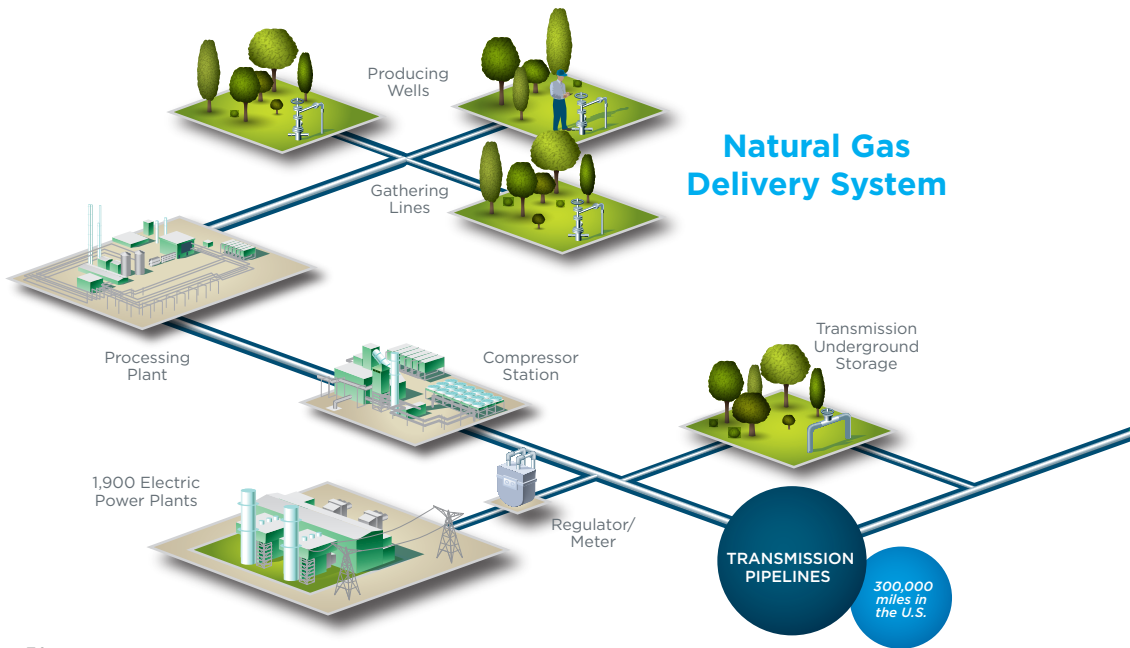 Producing
Wells
Natural Gas
Delivery System
Gathering
Lines
Processing
Plant
Compressor
Station
Transmission
Underground
Storage
1,900 Electric
Power Plants
Regulator/
Meter
TRANSMISSION
PIPELINES
300,000
miles in
the U.S.